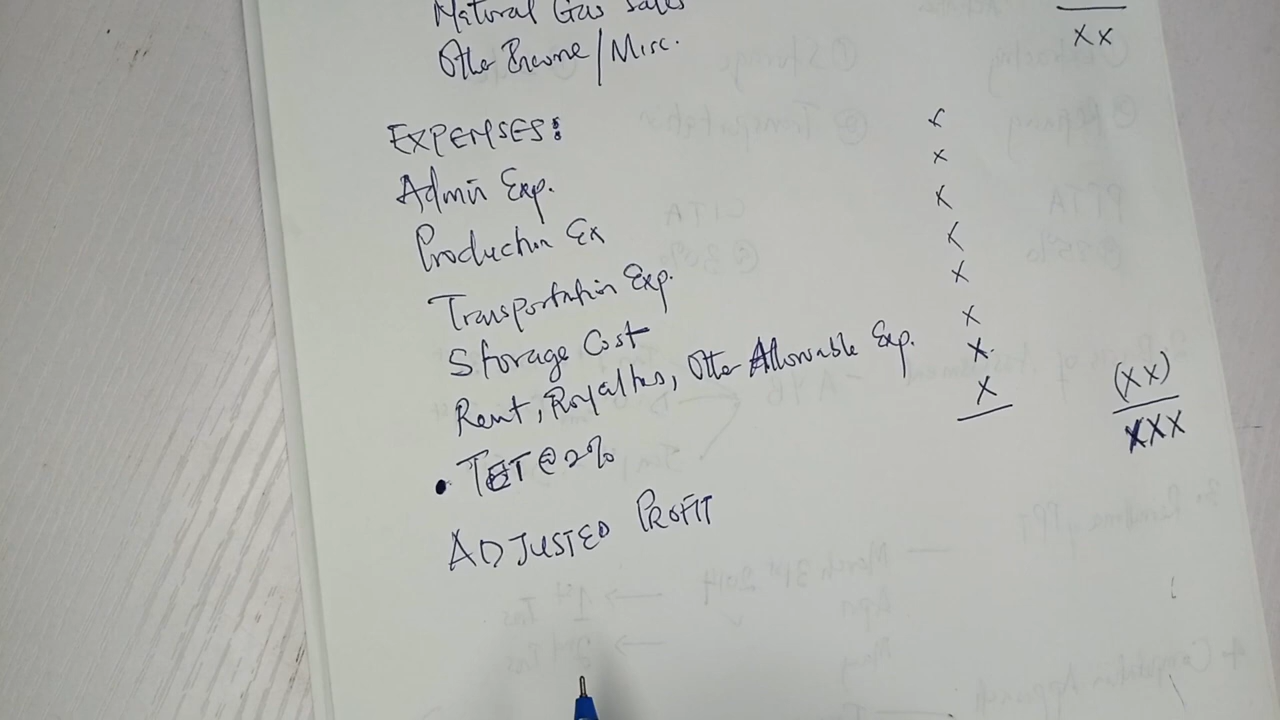 Natural Gas Sales
Other Income/Misc. XX
EXPENSES: x
Admin Exp. x
Production Ex x
Transportation Exp. x
Storage Cost x
Rent, Royalties, Other Allowable Exp. x
x
• TET@2% x (XX)
ADJUSTED PROFIT XXX